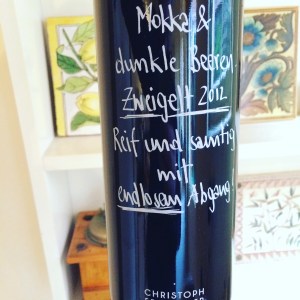 Mokka &
dunkle Beeren.
Zweigelt 2012
Reif und samtig
mit
endlosem Abgang!
CHRISTOPH